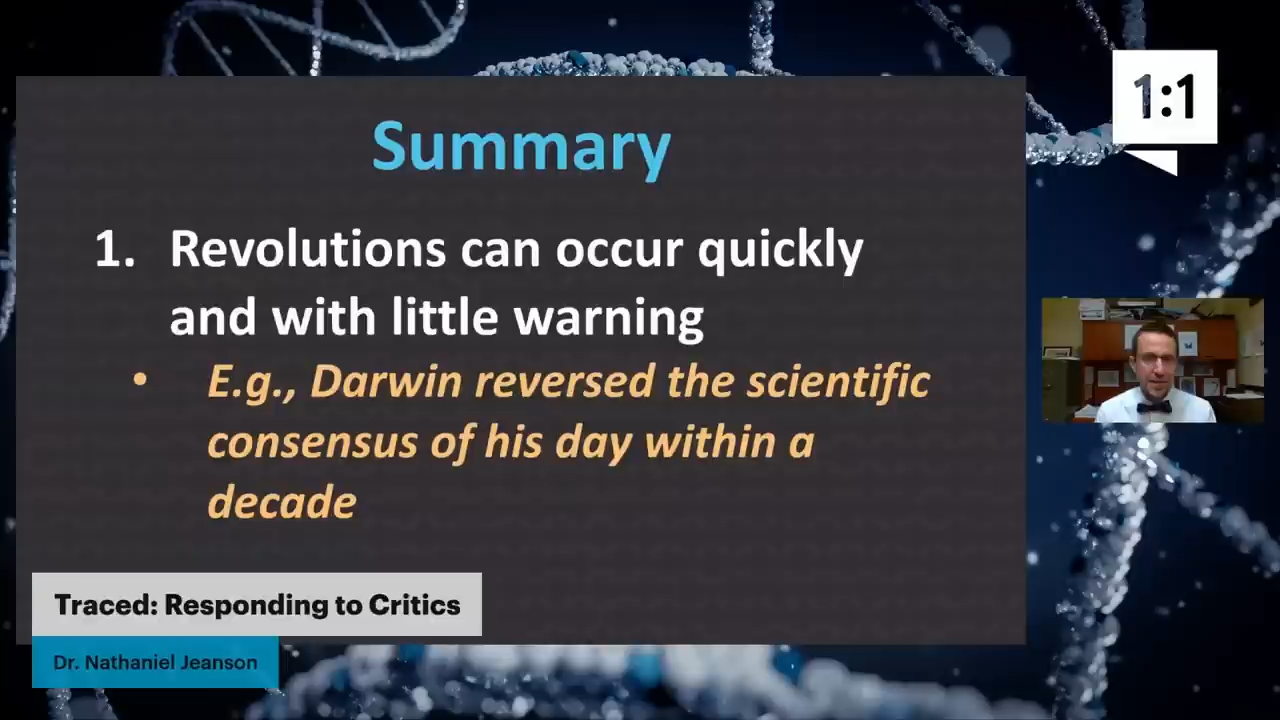 1:1
Summary
1. Revolutions can occur quickly
and with little warning
• E.g., Darwin reversed the scientific
consensus of his day within a
decade
Traced: Responding to Critics
Dr. Nathaniel Jeanson